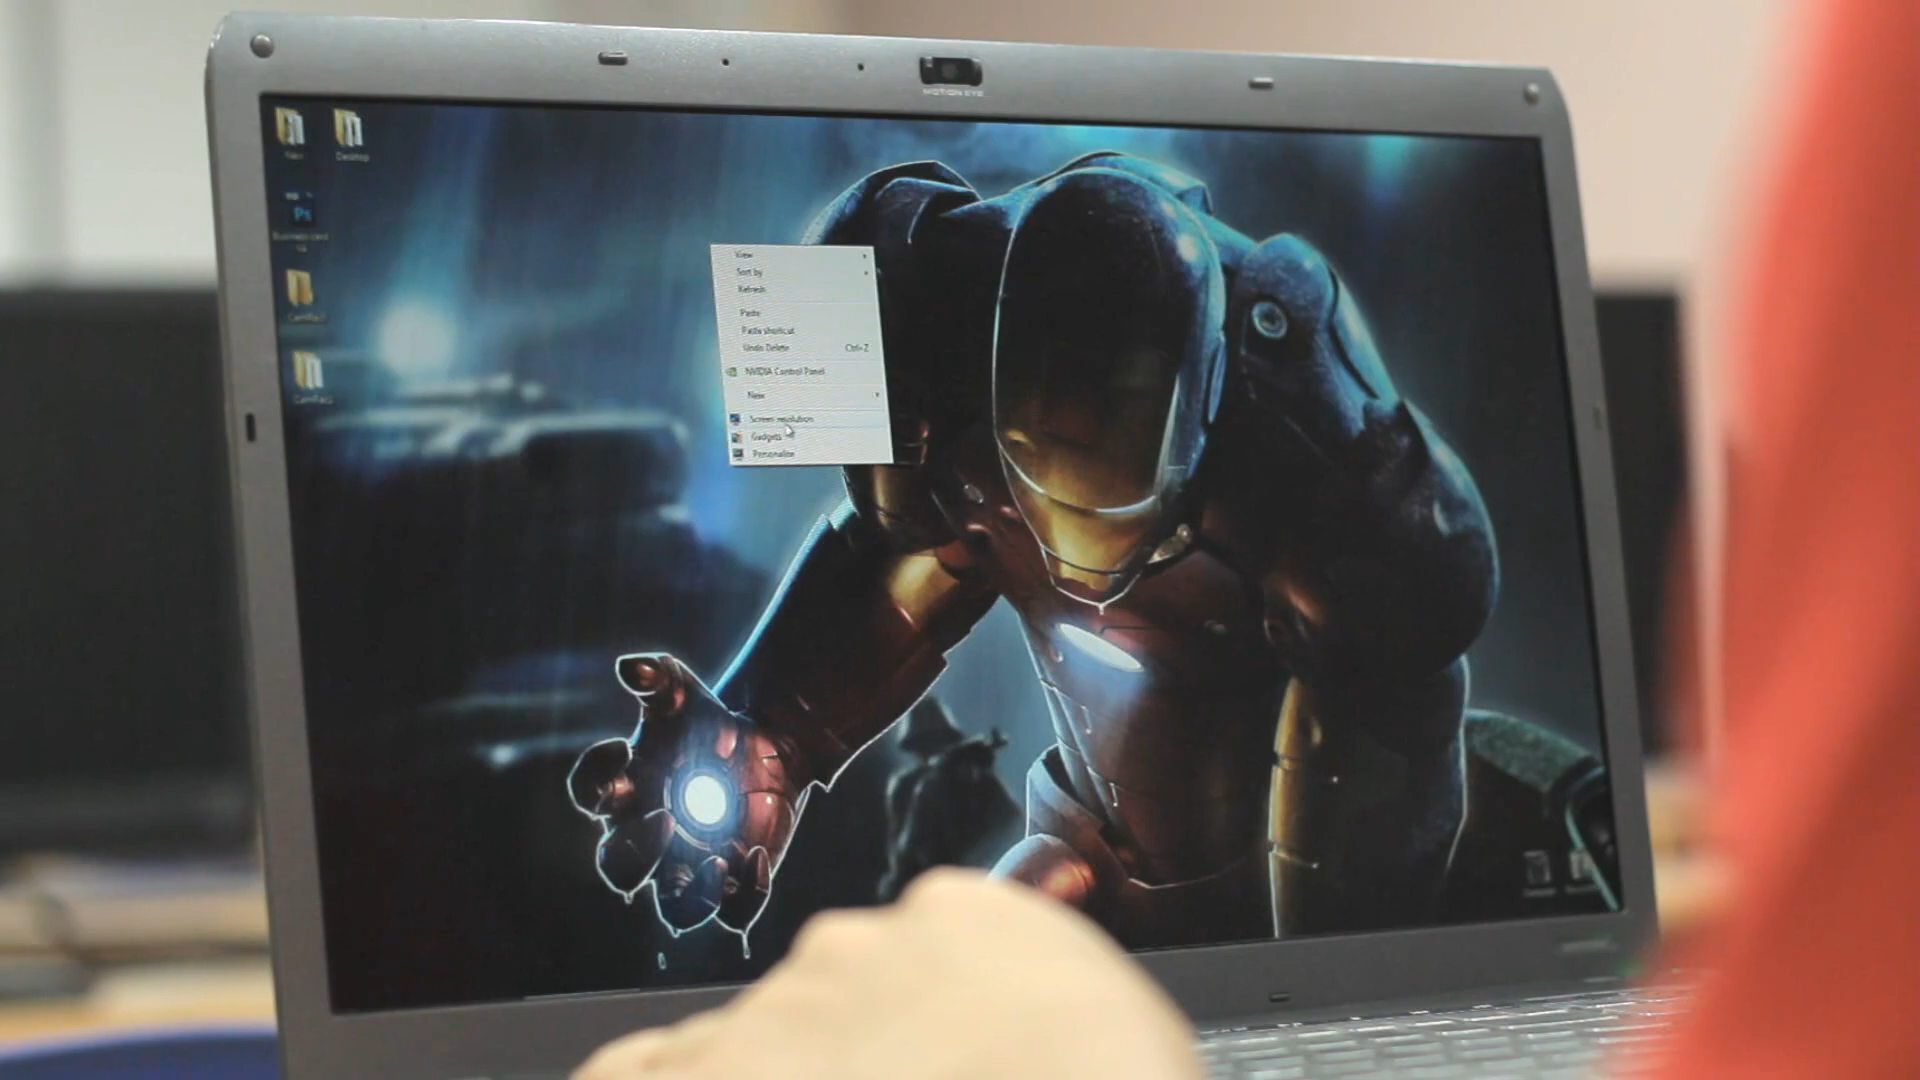 MOTION EYE
Desktop
Ps
View
Sort by
Refresh
Paste
Paste shortcut
Undo Delete Ctrl+Z
NVIDIA Control Panel
New
Screen resolution
Gadgets
Personalize